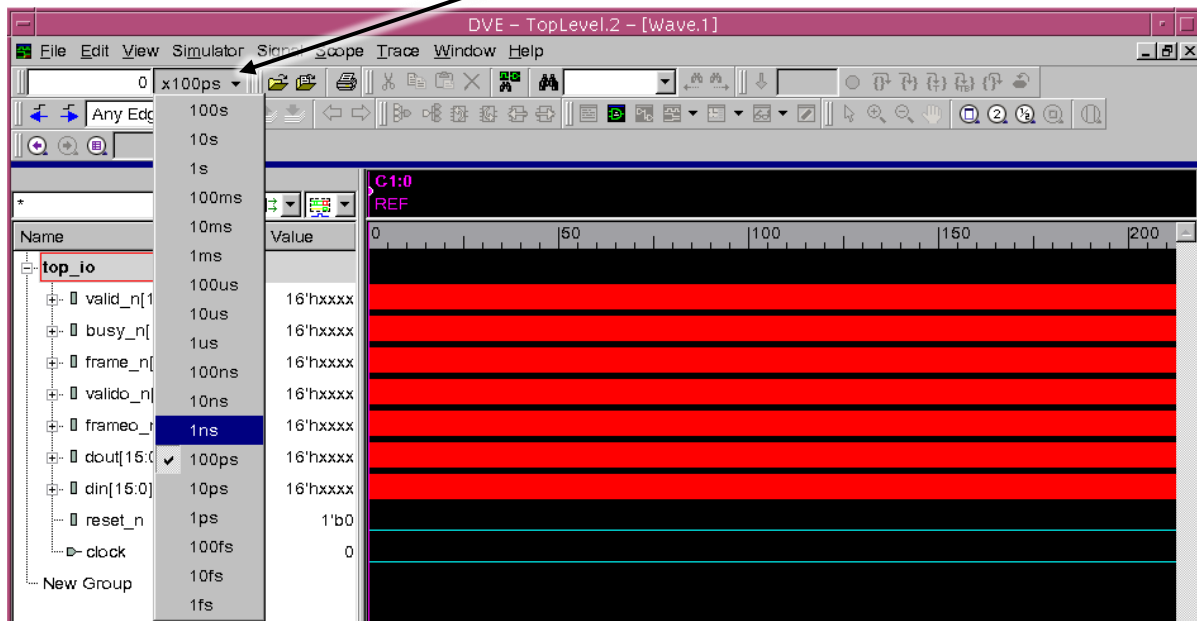 DVE – TopLevel.2 – [Wave.1]
File Edit View Simulator Signal Scope Trace Window Help
0 x100ps
Any Edg
100s
10s
1s
100ms
10ms
1ms
100us
10us
1us
100ns
10ns
1ns
100ps
10ps
1ps
100fs
10fs
1fs
C1:0
REF
*
Name Value
0 50 100 150 200
top_io
valid_n[1 16'hxxxx
busy_n[ 16'hxxxx
frame_n[ 16'hxxxx
valido_n[ 16'hxxxx
frameo_n 16'hxxxx
dout[15:0 16'hxxxx
din[15:0] 16'hxxxx
reset_n 1'b0
clock 0
New Group